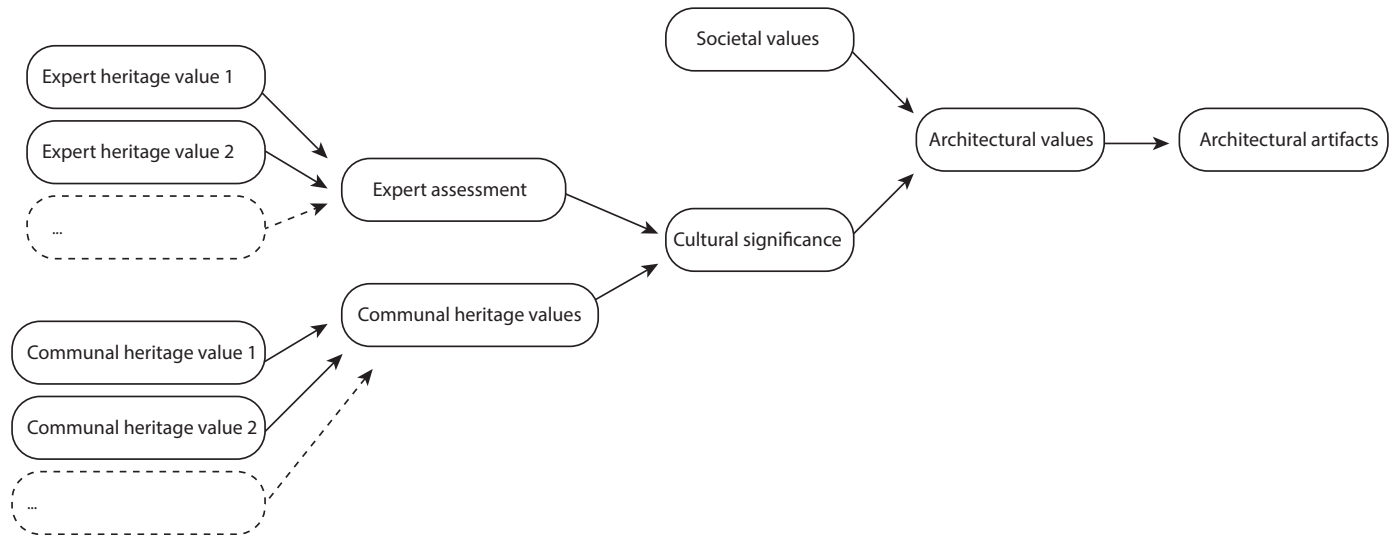 Societal values
Expert heritage value 1
Expert heritage value 2
...
Expert assessment
Architectural values
Architectural artifacts
Cultural significance
Communal heritage values
Communal heritage value 1
Communal heritage value 2
...